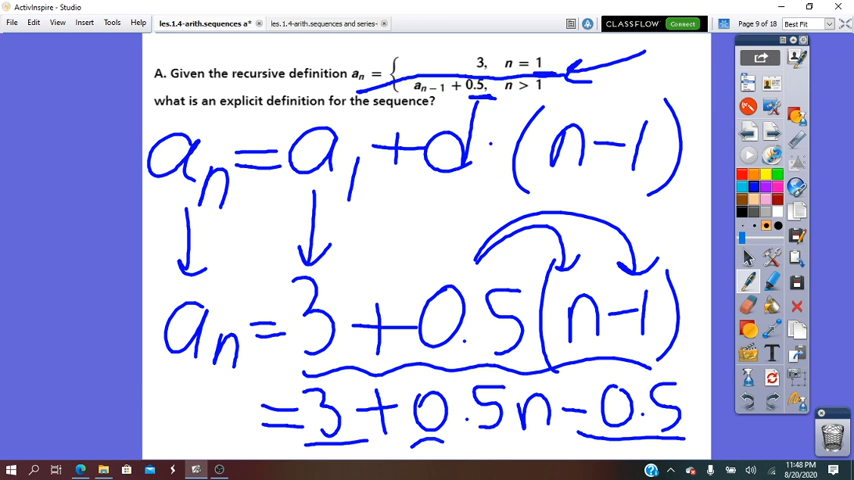 ActivInspire - Studio
File Edit View Insert Tools Help
les.1.4-arith.sequences a*
les.1.4-arith.sequences and series-
CLASSFLOW Connect
Page 9 of 18
Best Fit
A. Given the recursive definition aₙ = { 3, n = 1
aₙ₋₁ + 0.5, n > 1
what is an explicit definition for the sequence?
aₙ = a₁ + d · (n-1)
aₙ = 3 + 0.5(n-1)
= 3 + 0.5n - 0.5
11:48 PM
8/20/2020